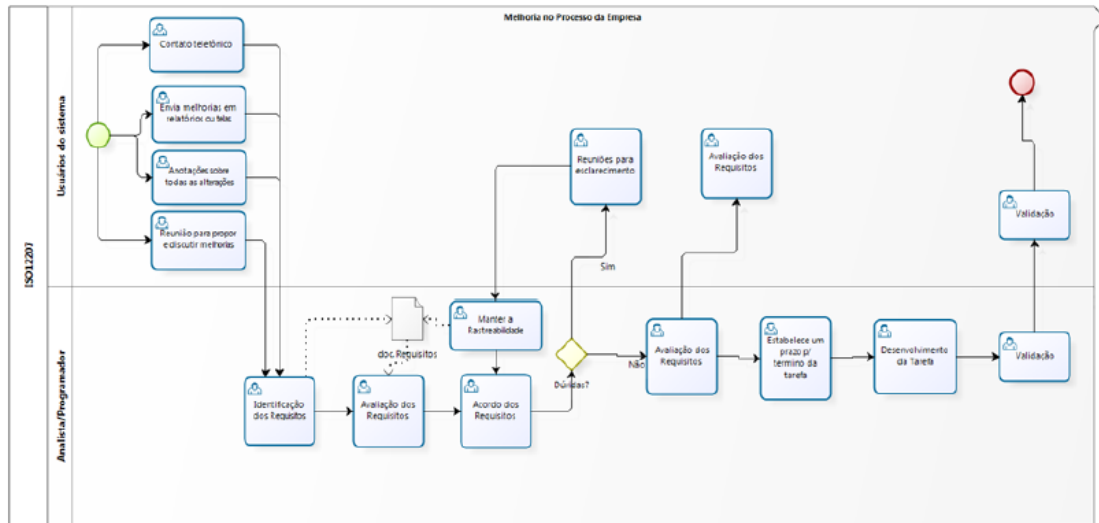 Melhoria no Processo da Empresa
ISO12207
Usuários do sistema
Contato telefônico
Envia melhorias em
relatórios ou telas
Anotações sobre
todas as alterações
Reunião para propor
e discutir melhorias
Reuniões para
esclarecimento
Avaliação dos
Requisitos
Validação
Sim
Analista/Programador
Identificação
dos Requisitos
doc Requisitos
Avaliação dos
Requisitos
Manter a
Rastreabilidade
Acordo dos
Requisitos
Dúvidas?
Não
Avaliação dos
Requisitos
Estabelece um
prazo p/
termino da
tarefa
Desenvolvimento
da Tarefa
Validação